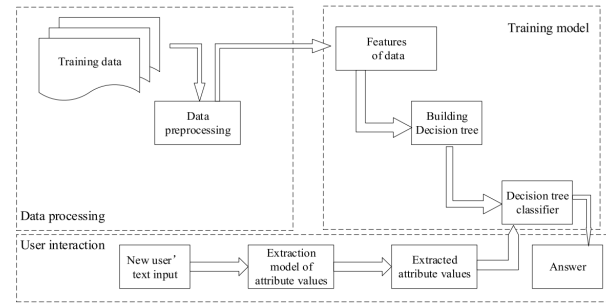 Training model
Training data
Features
of data
Data
preprocessing
Building
Decision tree
Decision tree
classifier
Data processing
User interaction
New user’
text input
Extraction
model of
attribute values
Extracted
attribute values
Answer